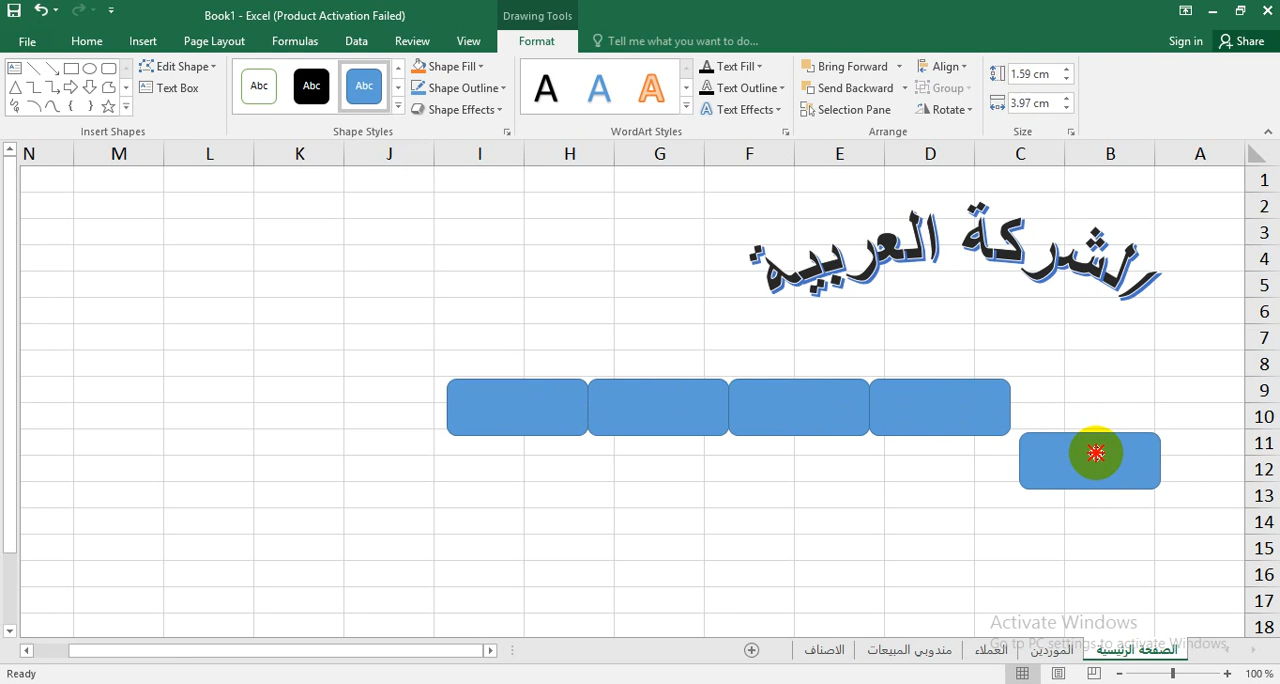 Book1 - Excel (Product Activation Failed)
Drawing Tools
File Home Insert Page Layout Formulas Data Review View Format Tell me what you want to do... Sign in Share
Edit Shape
Text Box
Insert Shapes
Abc Abc Abc
Shape Fill
Shape Outline
Shape Effects
Shape Styles
A A A
Text Fill
Text Outline
Text Effects
WordArt Styles
Bring Forward
Send Backward
Selection Pane
Align
Group
Rotate
Arrange
1.59 cm
3.97 cm
Size
N M L K J I H G F E D C B A
1
2
3
4
5
6
7
8
9
10
11
12
13
14
15
16
17
18
الشركة العربية
Activate Windows
Go to PC settings to activate Windows.
الصفحة الرئيسية
الموردين
العملاء
مندوبي المبيعات
الاصناف
Ready
100 %